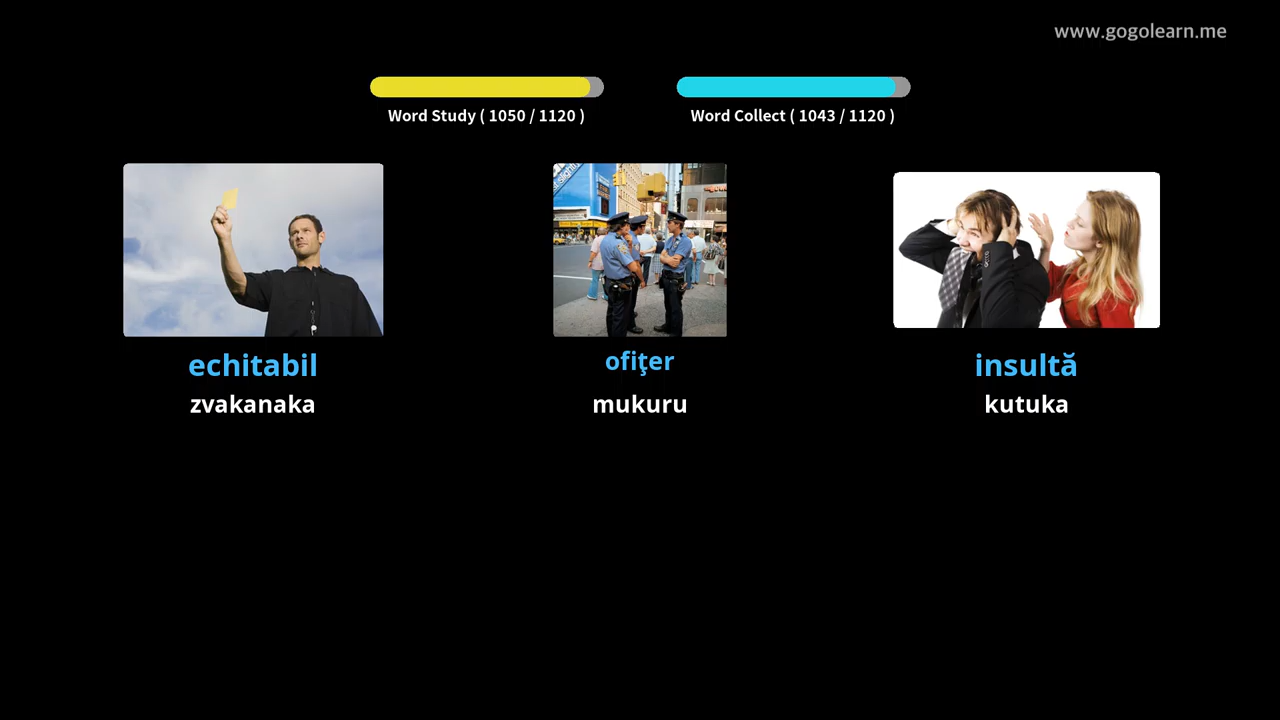 www.gogolearn.me
Word Study ( 1050 / 1120 )
Word Collect ( 1043 / 1120 )
echitabil
ofiţer
insultă
zvakanaka
mukuru
kutuka